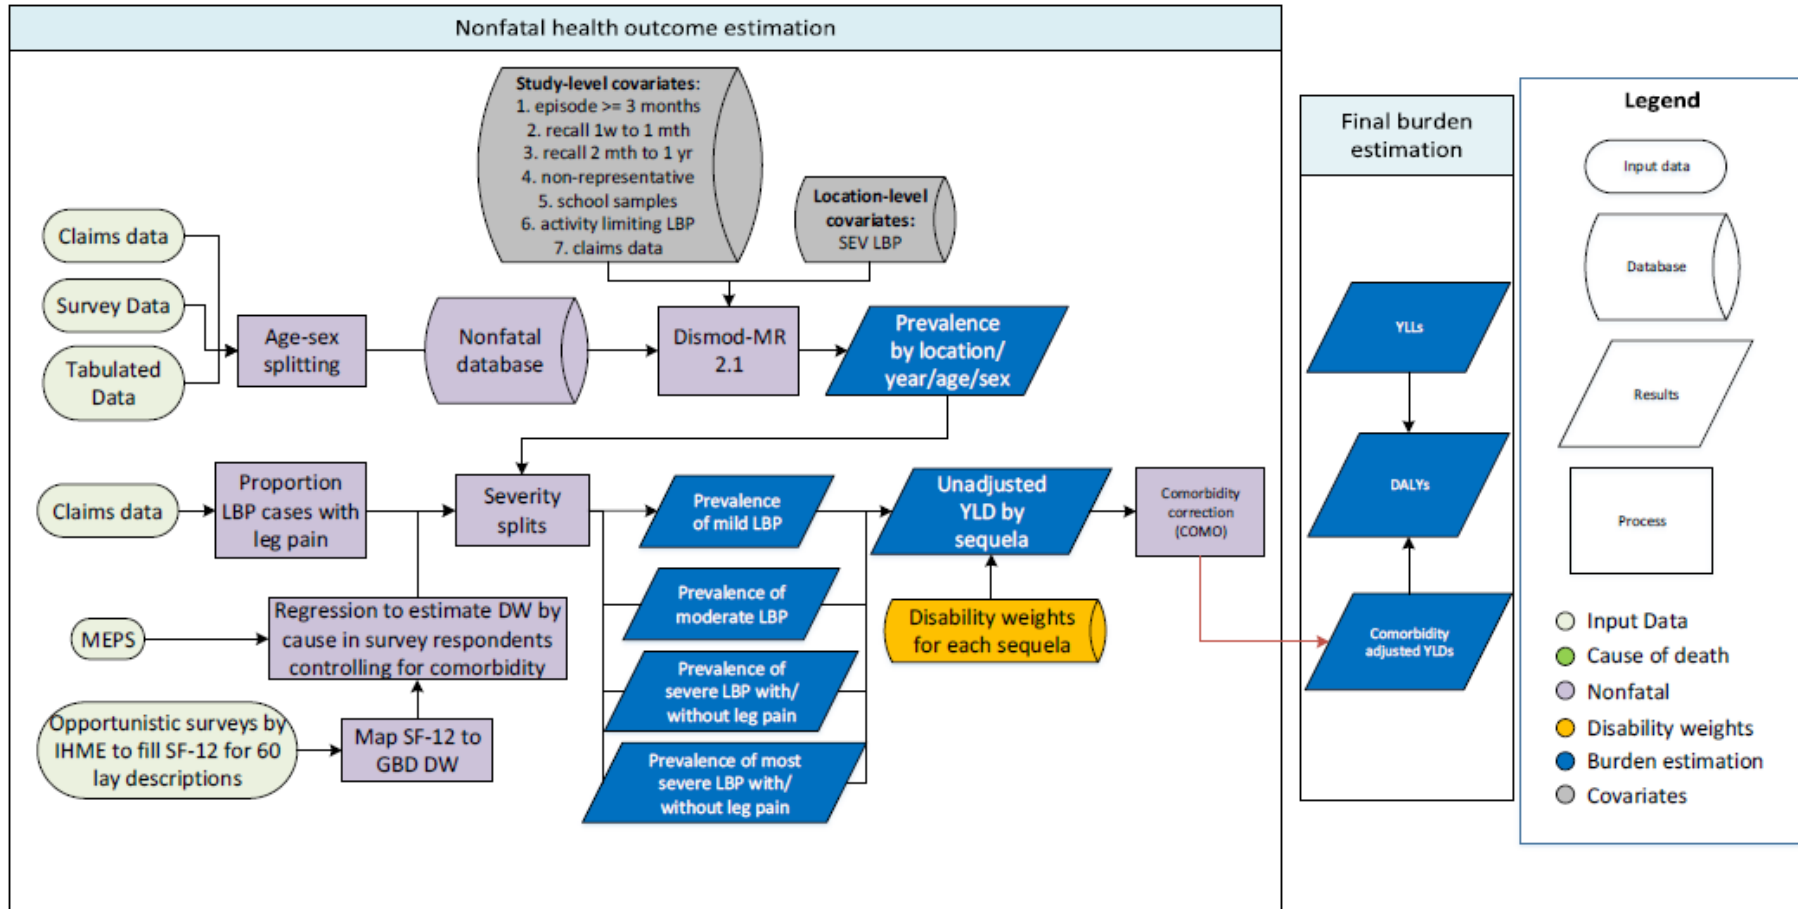 Nonfatal health outcome estimation
Study-level covariates:
1. episode >= 3 months
2. recall 1w to 1 mth
3. recall 2 mth to 1 yr
4. non-representative
5. school samples
6. activity limiting LBP
7. claims data
Location-level
covariates:
SEV LBP
Claims data
Survey Data
Tabulated
Data
Age-sex
splitting
Nonfatal
database
Dismod-MR
2.1
Prevalence
by location/
year/age/sex
Claims data
Proportion
LBP cases with
leg pain
Severity
splits
Prevalence
of mild LBP
Unadjusted
YLD by
sequela
Comorbidity
correction
(COMO)
MEPS
Regression to estimate DW by
cause in survey respondents
controlling for comorbidity
Prevalence of
moderate LBP
Disability weights
for each sequela
Prevalence of
severe LBP with/
without leg pain
Opportunistic surveys by
IHME to fill SF-12 for 60
lay descriptions
Map SF-12 to
GBD DW
Prevalence of most
severe LBP with/
without leg pain
Final burden
estimation
YLLs
DALYs
Comorbidity
adjusted YLDs
Legend
Input data
Database
Results
Process
Input Data
Cause of death
Nonfatal
Disability weights
Burden estimation
Covariates